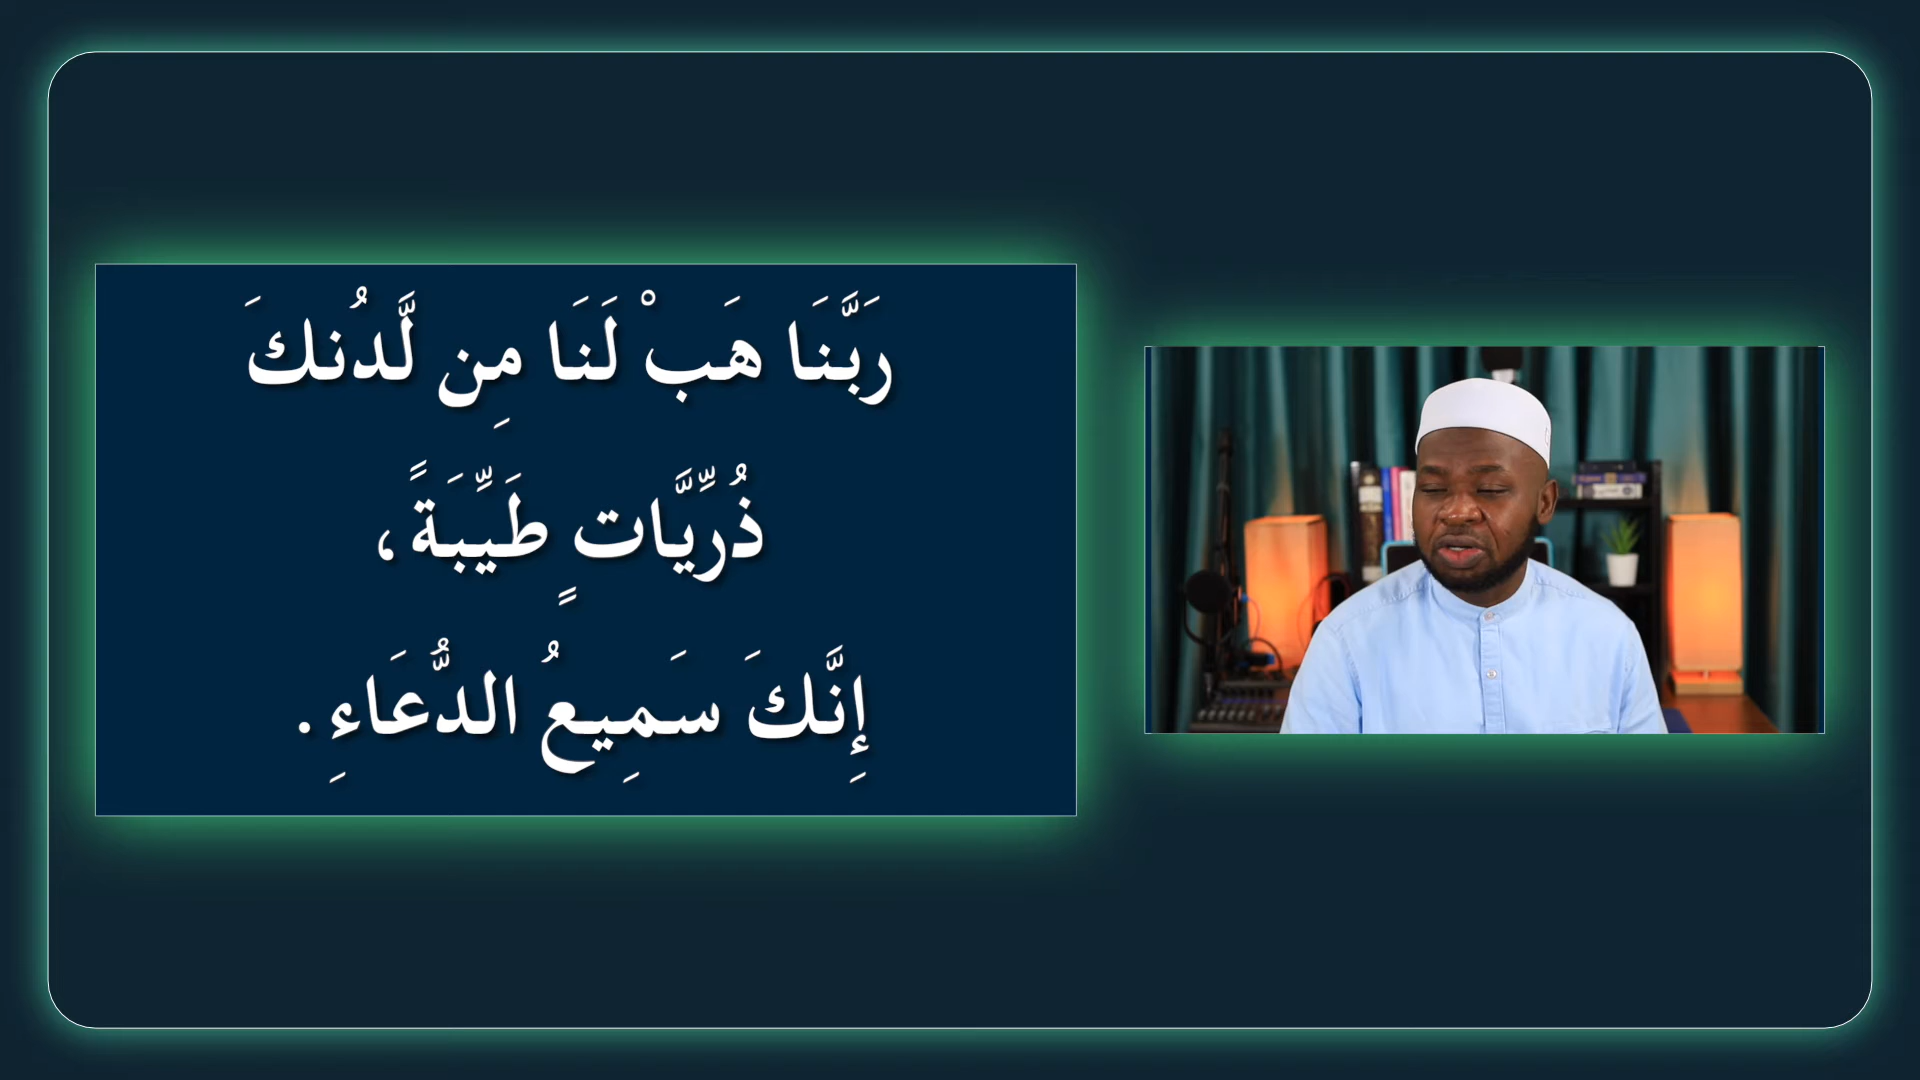 رَبَّنَا هَبْ لَنَا مِن لَّدُنكَ
ذُرِّيَّاتٍ طَيِّبَةً ،
إِنَّكَ سَمِيعُ الدُّعَاءِ .